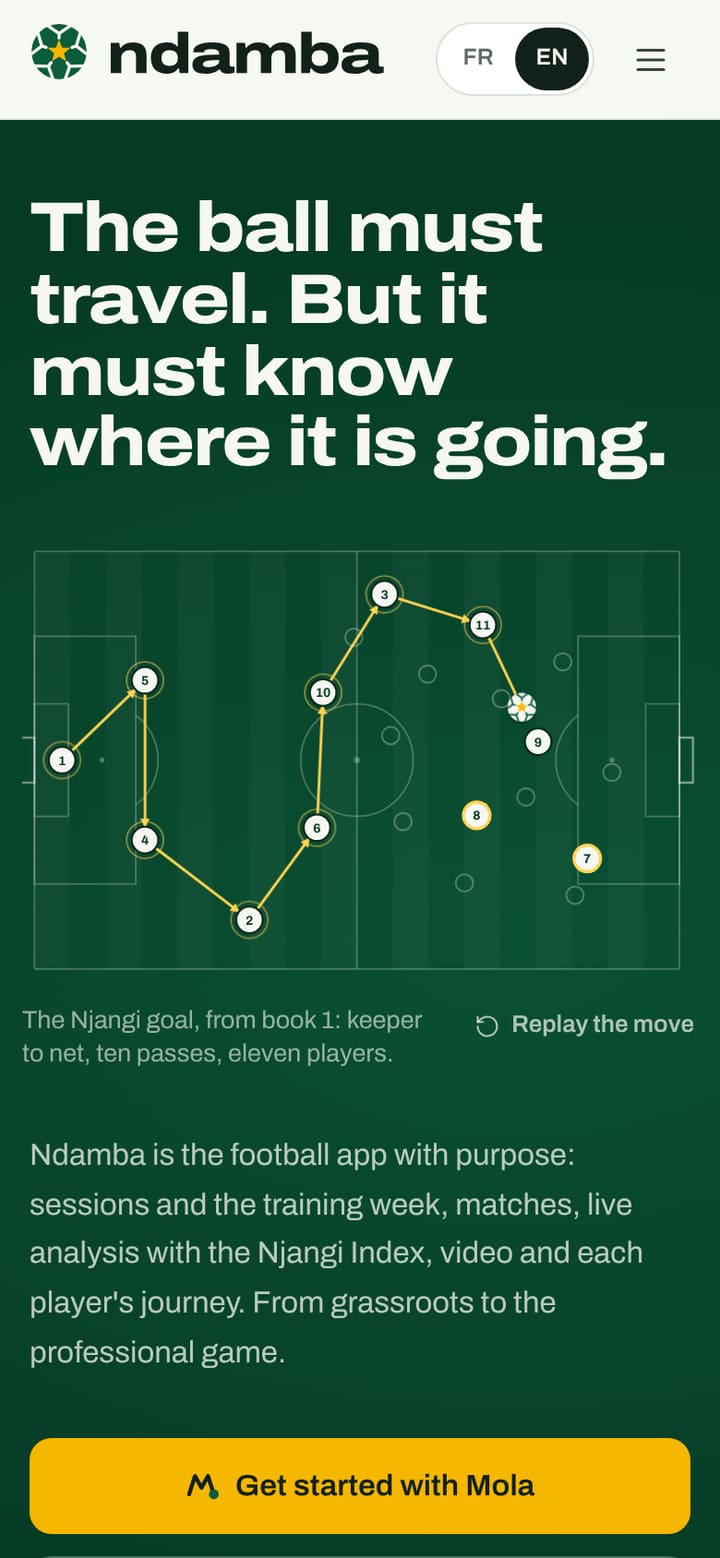 ndamba
FR EN
The ball must
travel. But it
must know
where it is going.
3
11
5
10
9
1
8
6
4
7
2
The Njangi goal, from book 1: keeper
to net, ten passes, eleven players.
Replay the move
Ndamba is the football app with purpose:
sessions and the training week, matches, live
analysis with the Njangi Index, video and each
player's journey. From grassroots to the
professional game.
Get started with Mola